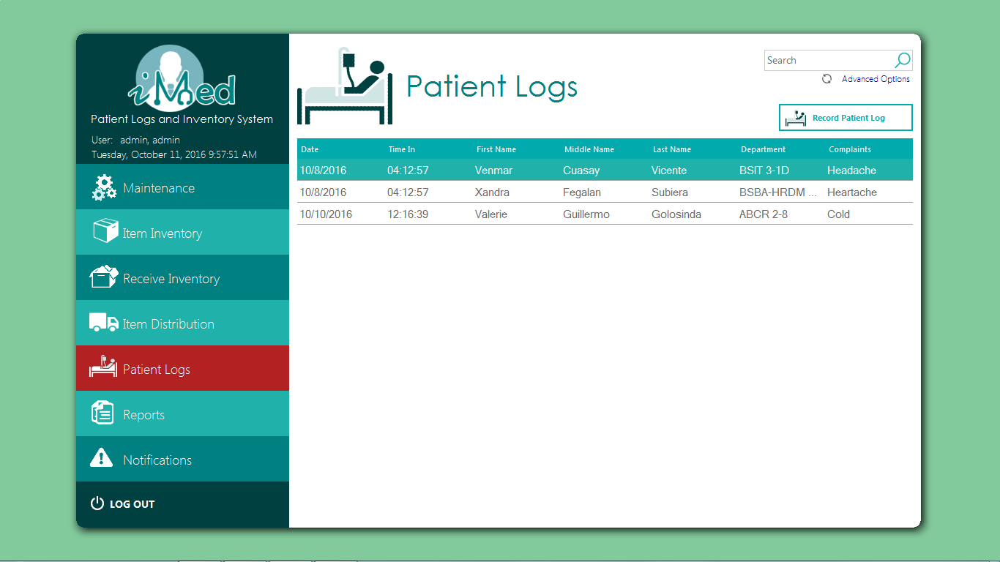 iMed
Patient Logs and Inventory System
User: admin, admin
Tuesday, October 11, 2016 9:57:51 AM
Maintenance
Item Inventory
Receive Inventory
Item Distribution
Patient Logs
Reports
Notifications
LOG OUT
Patient Logs
Search
Advanced Options
Record Patient Log
Date Time In First Name Middle Name Last Name Department Complaints
10/8/2016 04:12:57 Venmar Cuasay Vicente BSIT 3-1D Headache
10/8/2016 04:12:57 Xandra Fegalan Subiera BSBA-HRDM ... Heartache
10/10/2016 12:16:39 Valerie Guillermo Golosinda ABCR 2-8 Cold